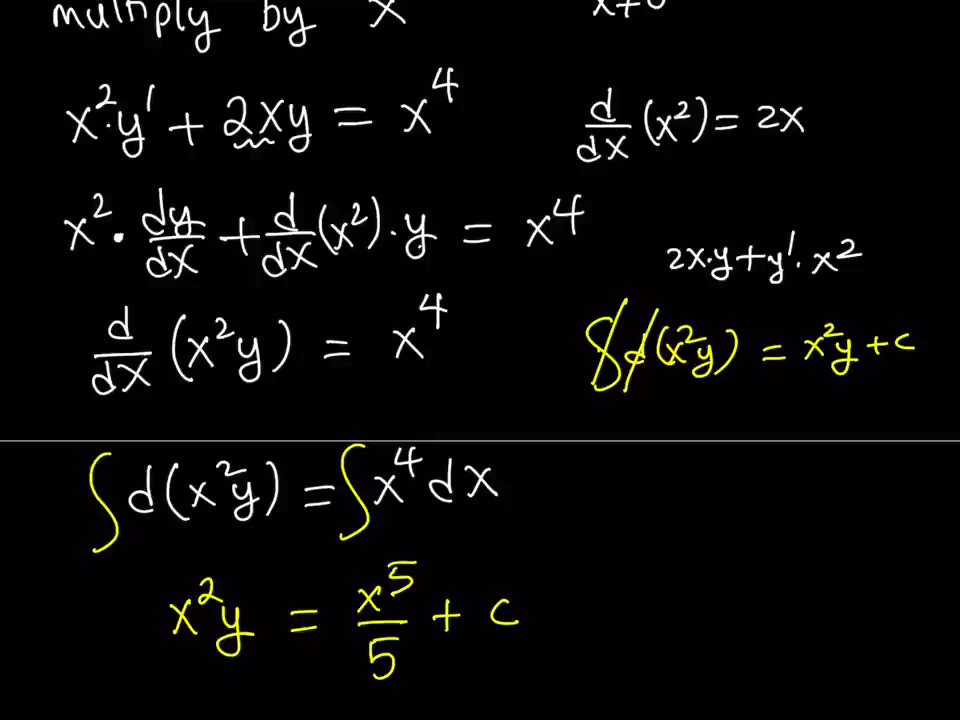 multiply by x x≠0
x²·y' + 2xy = x⁴
d/dx (x²) = 2x
x² · dy/dx + d/dx (x²) · y = x⁴
2x·y + y'· x²
d/dx (x²y) = x⁴
∫d(x²y) = x²y + c
∫ d(x²y) = ∫ x⁴ dx
x²y = x⁵/5 + c